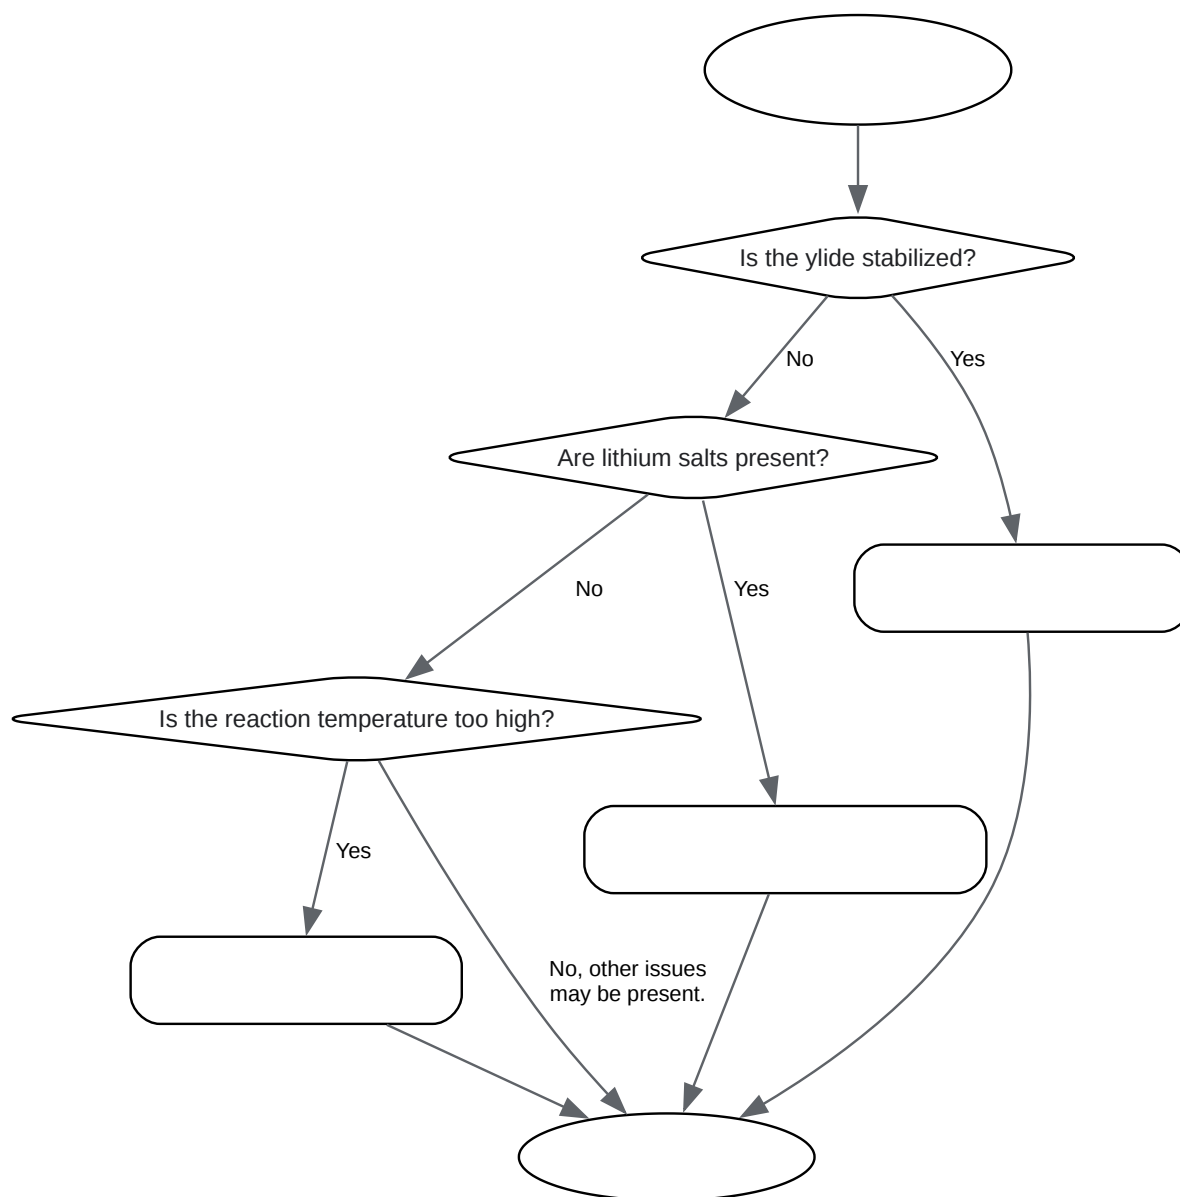 Is the ylide stabilized?
No
Yes
Are lithium salts present?
No
Yes
Is the reaction temperature too high?
Yes
No, other issues
may be present.